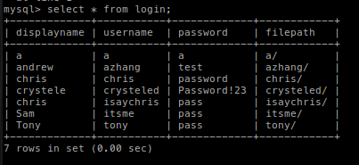 mysql> select * from login;
+-------------+-----------+-------------+------------+
| displayname | username | password | filepath |
+-------------+-----------+-------------+------------+
| a | a | a | a/ |
| andrew | azhang | test | azhang/ |
| chris | chris | password | chris/ |
| crystele | crysteled | Password!23 | crysteled/ |
| chris | isaychris | pass | isaychris/ |
| Sam | itsme | pass | itsme/ |
| Tony | tony | pass | tony/ |
+-------------+-----------+-------------+------------+
7 rows in set (0.00 sec)